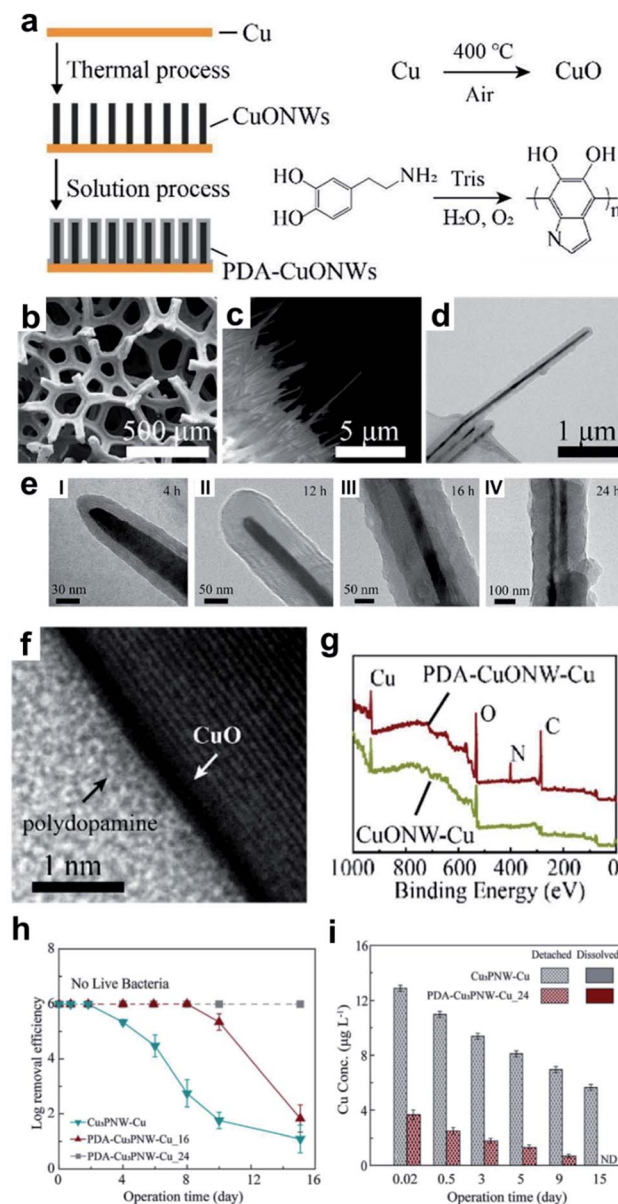 a
Cu
Thermal process
CuONWs
Solution process
PDA-CuONWs
Cu
400 °C
Air
CuO
HO
HO
NH₂
Tris
H₂O, O₂
HO
OH
N
n
b
500 µm
c
5 µm
d
1 µm
e
I
4 h
30 nm
II
12 h
50 nm
III
16 h
50 nm
IV
24 h
100 nm
f
CuO
polydopamine
1 nm
g
Cu
PDA-CuONW-Cu
O
N
C
CuONW-Cu
1000 800 600 400 200 0
Binding Energy (eV)
h
Log removal efficiency
8
6
4
2
0
No Live Bacteria
Cu₃PNW-Cu
PDA-Cu₃PNW-Cu_16
PDA-Cu₃PNW-Cu_24
0 4 8 12 16
Operation time (day)
i
Cu Conc. (µg L⁻¹)
16
12
8
4
0
Detached Dissolved
Cu₃PNW-Cu
PDA-Cu₃PNW-Cu_24
ND
0.02 0.5 3 5 9 15
Operation time (day)